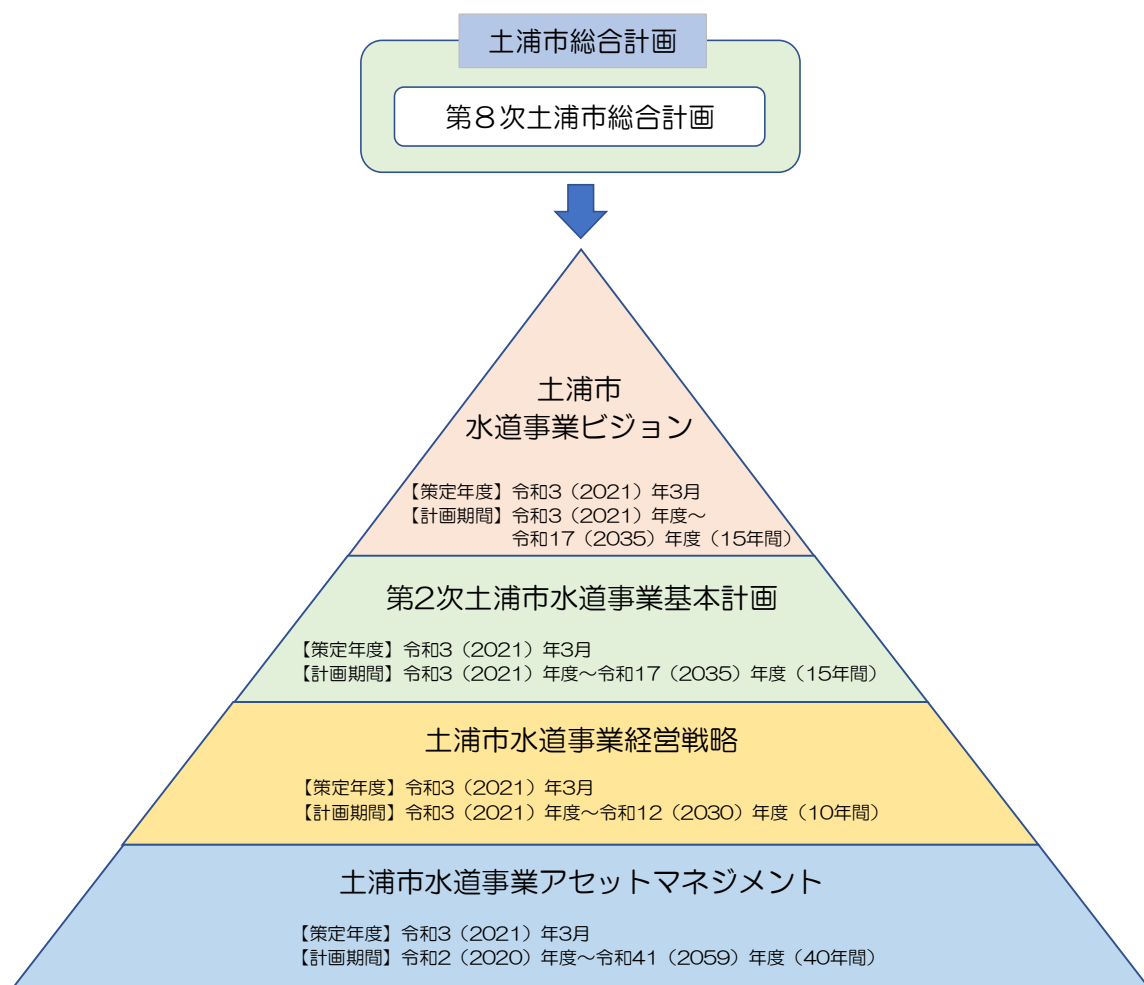 土浦市総合計画
第８次土浦市総合計画
土浦市
水道事業ビジョン
【策定年度】令和3（2021）年3月
【計画期間】令和3（2021）年度～
令和17（2035）年度（15年間）
第2次土浦市水道事業基本計画
【策定年度】令和3（2021）年3月
【計画期間】令和3（2021）年度～令和17（2035）年度（15年間）
土浦市水道事業経営戦略
【策定年度】令和3（2021）年3月
【計画期間】令和3（2021）年度～令和12（2030）年度（10年間）
土浦市水道事業アセットマネジメント
【策定年度】令和3（2021）年3月
【計画期間】令和2（2020）年度～令和41（2059）年度（40年間）